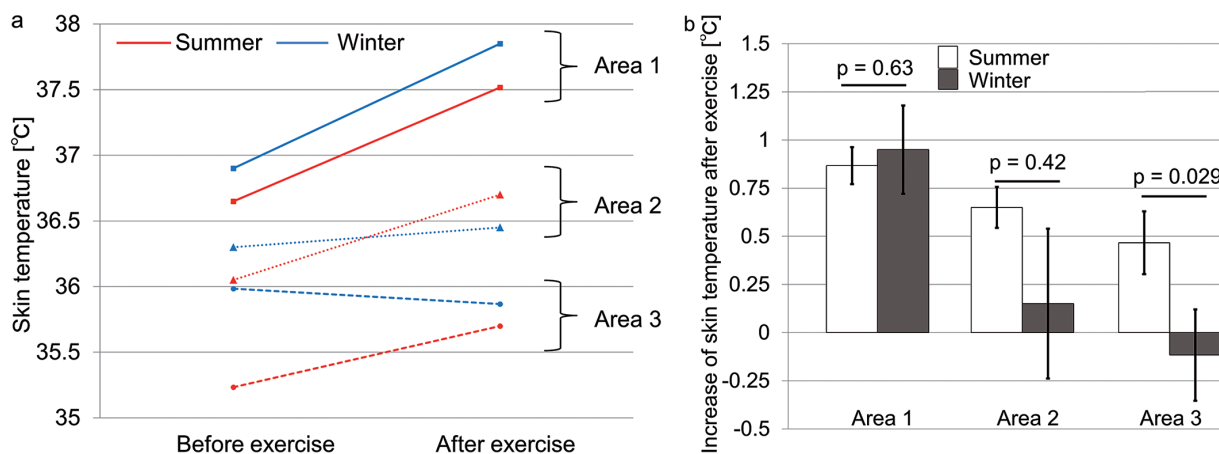 a
Skin temperature [℃]
38
37.5
37
36.5
36
35.5
35
Summer
Winter
Area 1
Area 2
Area 3
Before exercise
After exercise
b
Increase of skin temperature after exercise [℃]
1.5
1.25
1
0.75
0.5
0.25
0
-0.25
-0.5
Summer
Winter
p = 0.63
p = 0.42
p = 0.029
Area 1
Area 2
Area 3